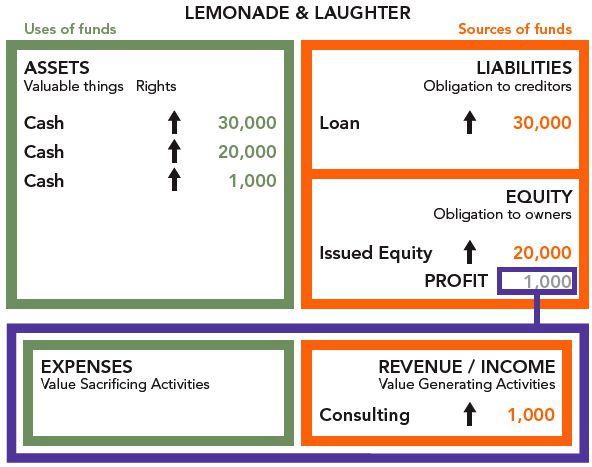 LEMONADE & LAUGHTER
Uses of funds
Sources of funds
ASSETS
Valuable things Rights
Cash 30,000
Cash 20,000
Cash 1,000
LIABILITIES
Obligation to creditors
Loan 30,000
EQUITY
Obligation to owners
Issued Equity 20,000
PROFIT 1,000
EXPENSES
Value Sacrificing Activities
REVENUE / INCOME
Value Generating Activities
Consulting 1,000